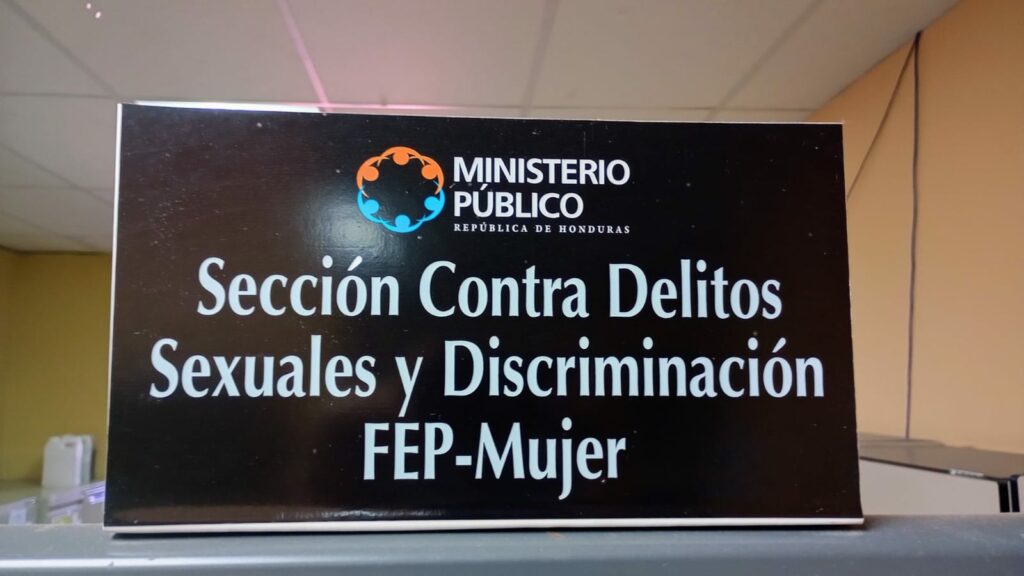 MINISTERIO
PÚBLICO
REPÚBLICA DE HONDURAS
Sección Contra Delitos
Sexuales y Discriminación
FEP-Mujer